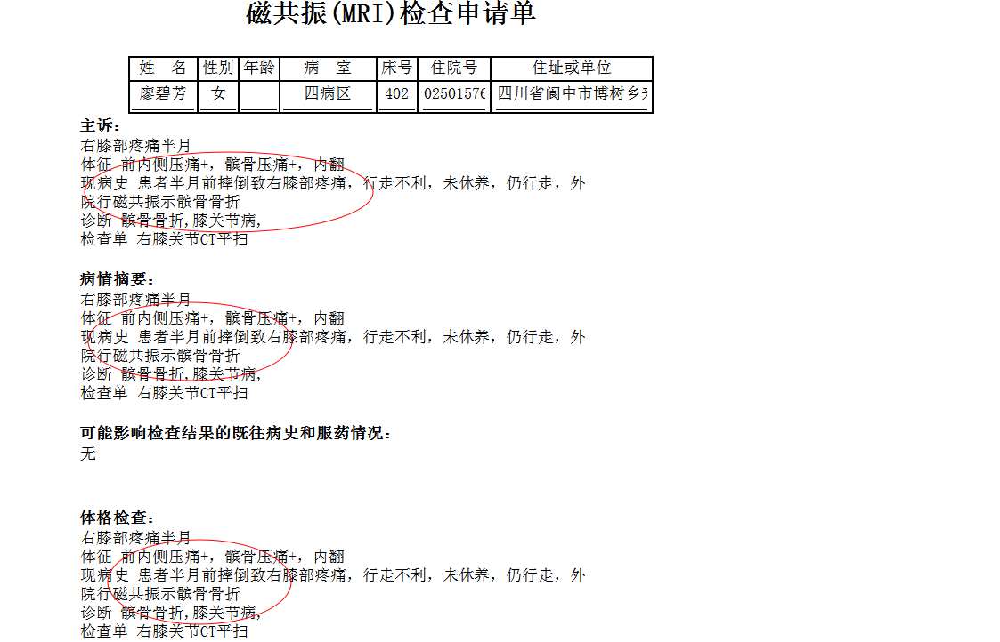 磁共振(MRI)检查申请单
姓 名 性别 年龄 病 室 床号 住院号 住址或单位
廖碧芳 女 四病区 402 02501576 四川省阆中市博树乡
主诉:
右膝部疼痛半月
体征 前内侧压痛+，髌骨压痛+，内翻
现病史 患者半月前摔倒致右膝部疼痛，行走不利，未休养，仍行走，外
院行磁共振示髌骨骨折
诊断 髌骨骨折,膝关节病,
检查单 右膝关节CT平扫
病情摘要:
右膝部疼痛半月
体征 前内侧压痛+，髌骨压痛+，内翻
现病史 患者半月前摔倒致右膝部疼痛，行走不利，未休养，仍行走，外
院行磁共振示髌骨骨折
诊断 髌骨骨折,膝关节病,
检查单 右膝关节CT平扫
可能影响检查结果的既往病史和服药情况:
无
体格检查:
右膝部疼痛半月
体征 前内侧压痛+，髌骨压痛+，内翻
现病史 患者半月前摔倒致右膝部疼痛，行走不利，未休养，仍行走，外
院行磁共振示髌骨骨折
诊断 髌骨骨折,膝关节病,
检查单 右膝关节CT平扫